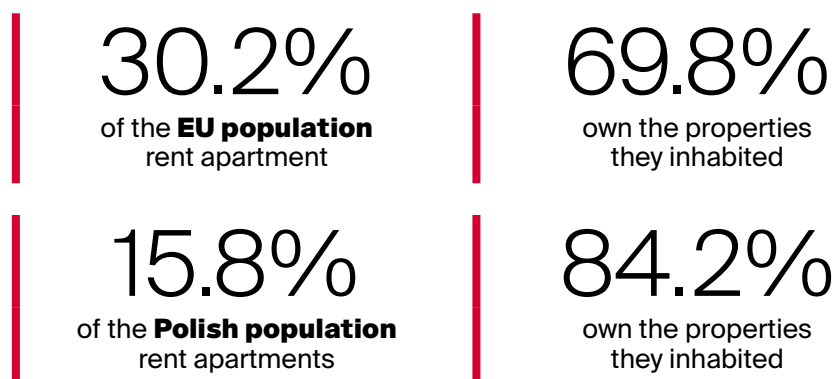 30.2%
of the EU population
rent apartment
69.8%
own the properties
they inhabited
15.8%
of the Polish population
rent apartments
84.2%
own the properties
they inhabited